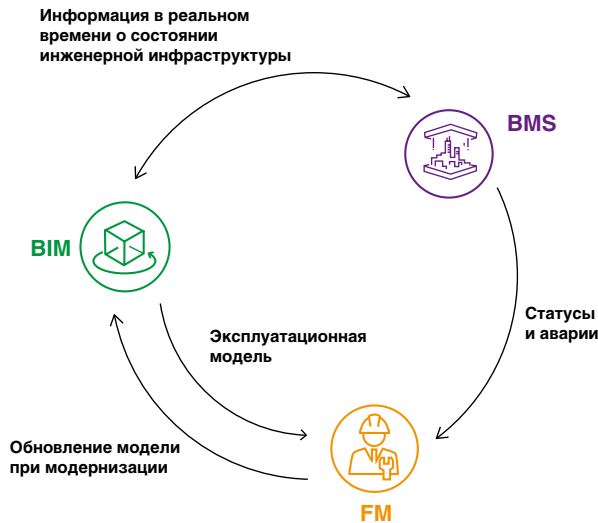 Информация в реальном
времени о состоянии
инженерной инфраструктуры
BMS
BIM
Статусы
и аварии
Эксплуатационная
модель
Обновление модели
при модернизации
FM